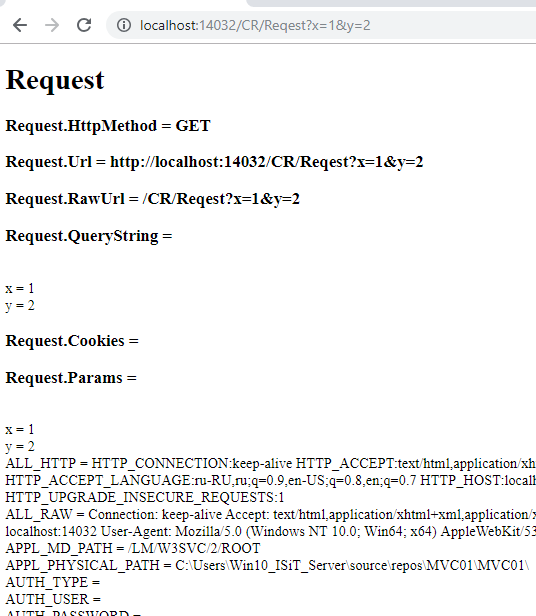 localhost:14032/CR/Reqest?x=1&y=2
Request
Request.HttpMethod = GET
Request.Url = http://localhost:14032/CR/Reqest?x=1&y=2
Request.RawUrl = /CR/Reqest?x=1&y=2
Request.QueryString =
x = 1
y = 2
Request.Cookies =
Request.Params =
x = 1
y = 2
ALL_HTTP = HTTP_CONNECTION:keep-alive HTTP_ACCEPT:text/html,application/xh
HTTP_ACCEPT_LANGUAGE:ru-RU,ru;q=0.9,en-US;q=0.8,en;q=0.7 HTTP_HOST:local
HTTP_UPGRADE_INSECURE_REQUESTS:1
ALL_RAW = Connection: keep-alive Accept: text/html,application/xhtml+xml,application/
localhost:14032 User-Agent: Mozilla/5.0 (Windows NT 10.0; Win64; x64) AppleWebKit/53
APPL_MD_PATH = /LM/W3SVC/2/ROOT
APPL_PHYSICAL_PATH = C:\Users\Win10_ISiT_Server\source\repos\MVC01\MVC01\
AUTH_TYPE =
AUTH_USER =
AUTH_PASSWORD =